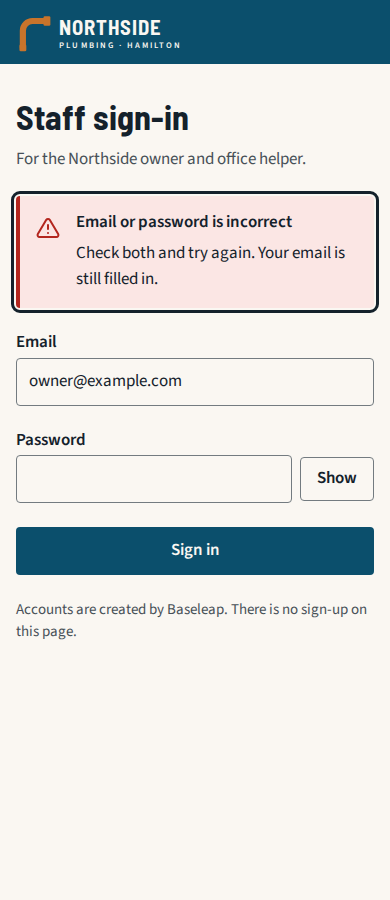 NORTHSIDE
PLUMBING · HAMILTON
Staff sign-in
For the Northside owner and office helper.
Email or password is incorrect
Check both and try again. Your email is
still filled in.
Email
owner@example.com
Password
Show
Sign in
Accounts are created by Baseleap. There is no sign-up on
this page.